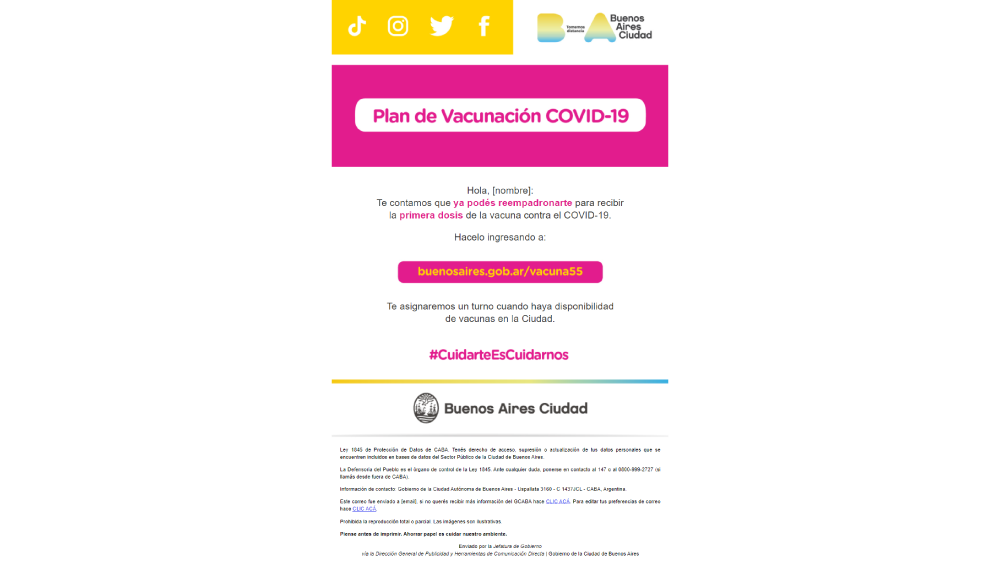 fomentes
distancia
Buenos
Aires
Ciudad
Plan de Vacunación COVID-19
Hola, [nombre]:
Te contamos que ya podés reempadronarte para recibir
la primera dosis de la vacuna contra el COVID-19.
Hacelo ingresando a:
buenosaires.gob.ar/vacuna55
Te asignaremos un turno cuando haya disponibilidad
de vacunas en la Ciudad.
#CuidarteEsCuidarnos
Buenos Aires Ciudad
Ley 1845 de Protección de Datos de CABA. Tenés derecho de acceso, supresión o actualización de tus datos personales que se
encuentren incluidos en bases de datos del Sector Público de la Ciudad de Buenos Aires.
La Defensoría del Pueblo es el órgano de control de la Ley 1845. Ante cualquier duda, ponerse en contacto al 147 o al 0800-999-2727 (si
llamás desde fuera de CABA).
Información de contacto: Gobierno de la Ciudad Autónoma de Buenos Aires - Uspallata 3160 - C 1437JCL - CABA, Argentina.
Este correo fue enviado a [email], si no querés recibir más información del GCABA hace CLIC ACÁ. Para editar tus preferencias de correo
hace CLIC ACÁ.
Prohibida la reproducción total o parcial. Las imágenes son ilustrativas.
Piense antes de imprimir. Ahorrar papel es cuidar nuestro ambiente.
Enviado por la Jefatura de Gobierno
vía la Dirección General de Publicidad y Herramientas de Comunicación Directa | Gobierno de la Ciudad de Buenos Aires